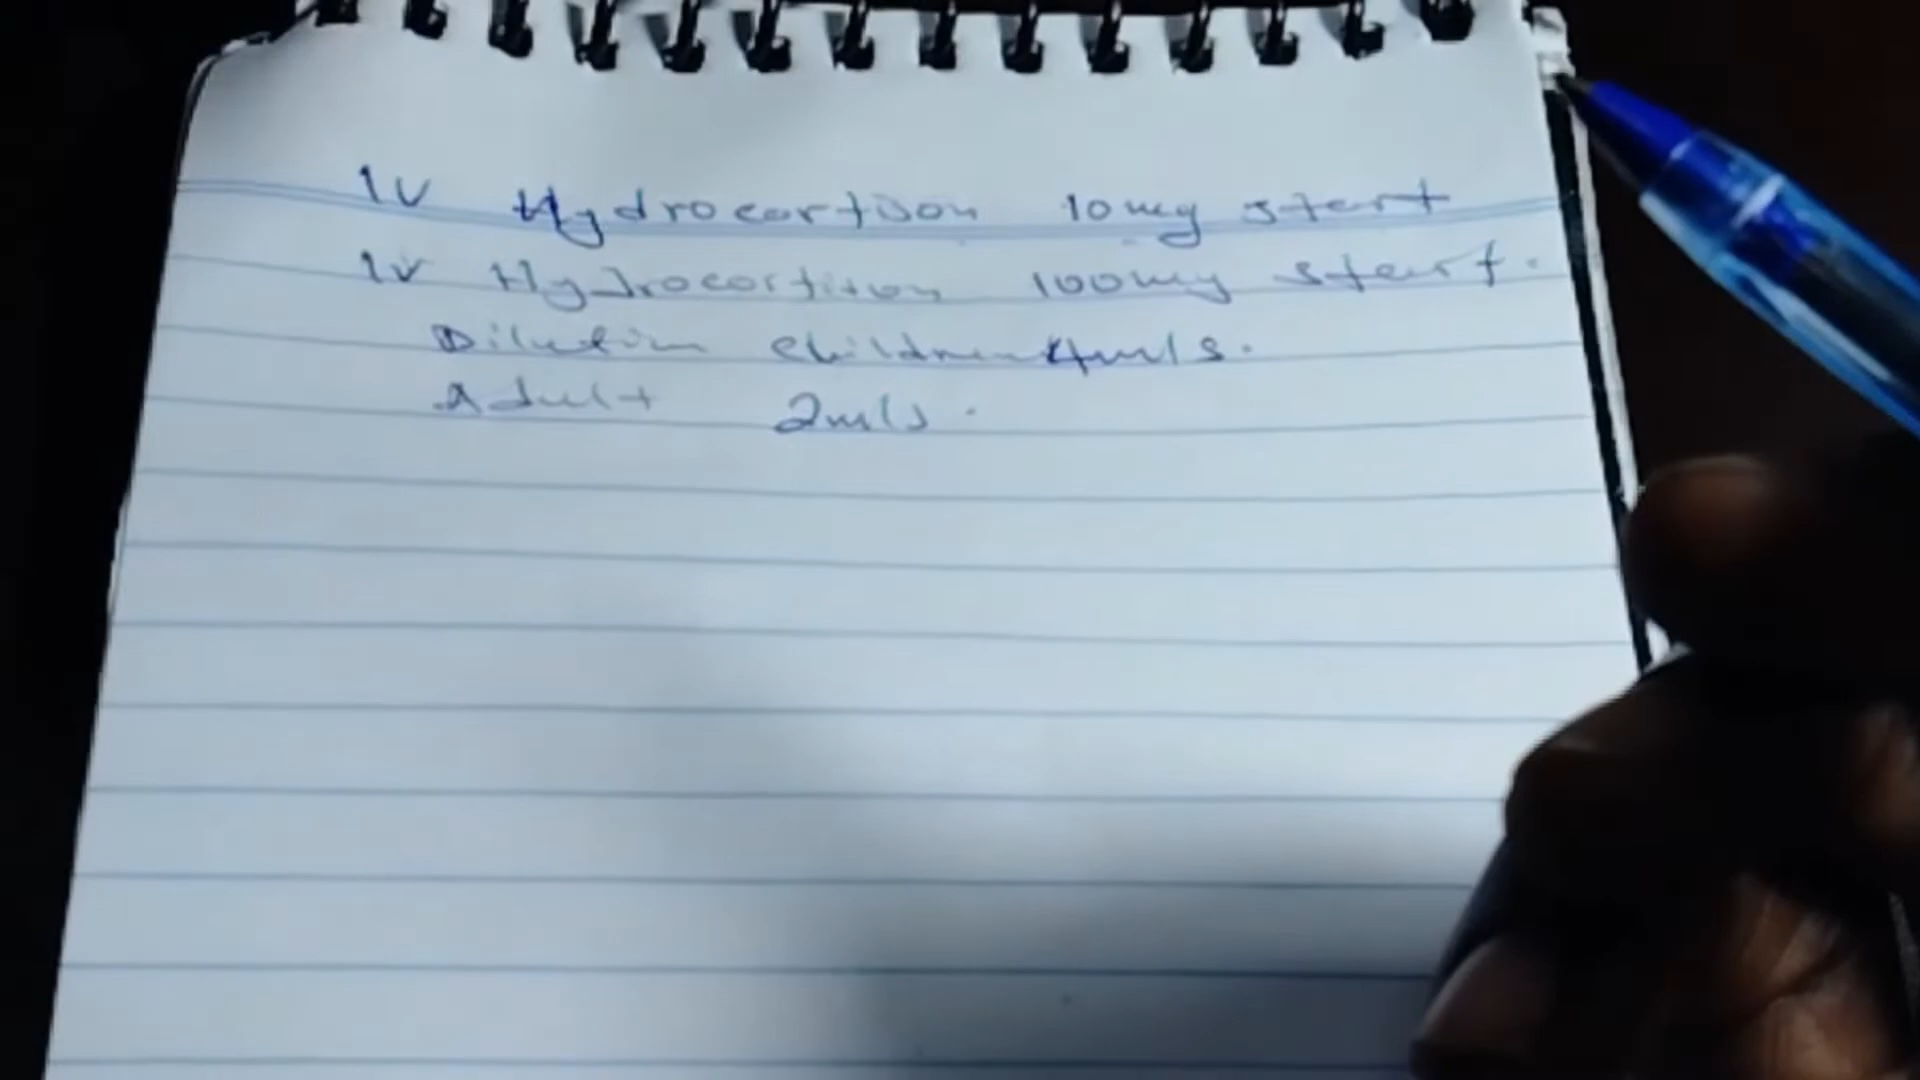 IV Hydrocortison 10mg start
IV Hydrocortison 100mg start.
Dilution children 4mls.
Adult 2mls.